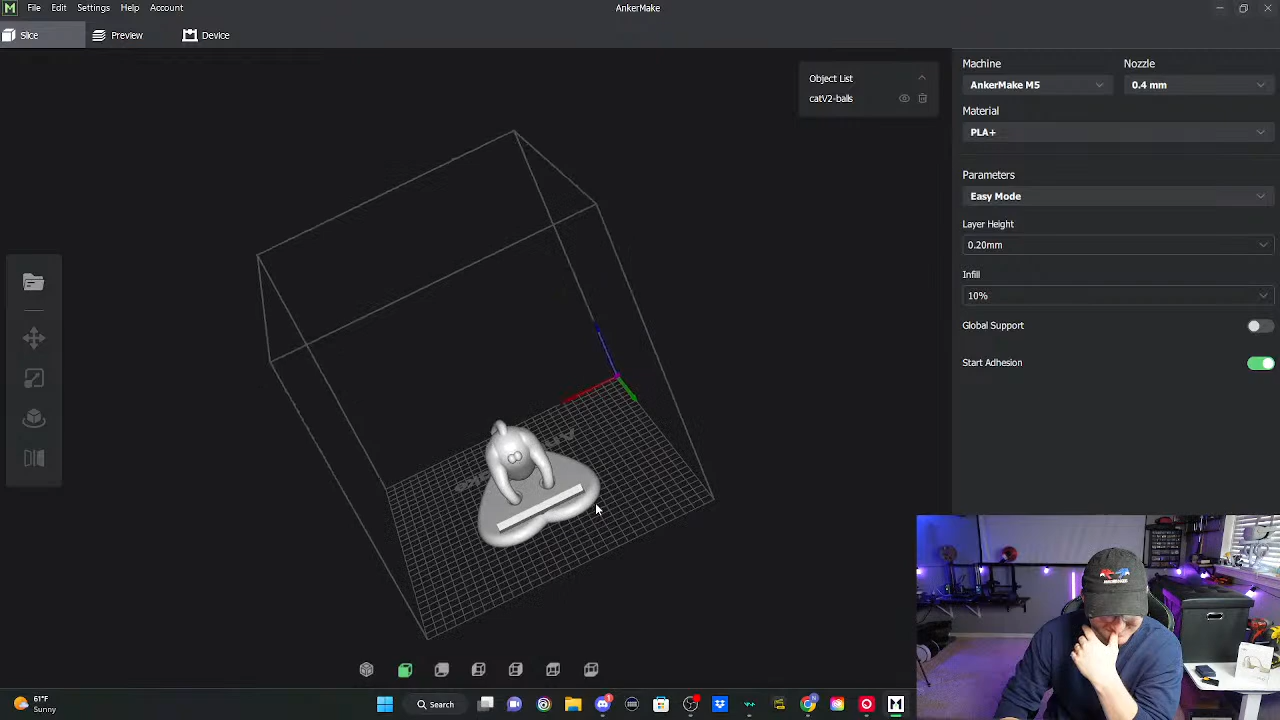 File Edit Settings Help Account
AnkerMake
Slice
Preview
Device
Object List
catV2-balls
Machine
Nozzle
AnkerMake M5
0.4 mm
Material
PLA+
Parameters
Easy Mode
Layer Height
0.20mm
Infill
10%
Global Support
Start Adhesion
61°F
Sunny
Search